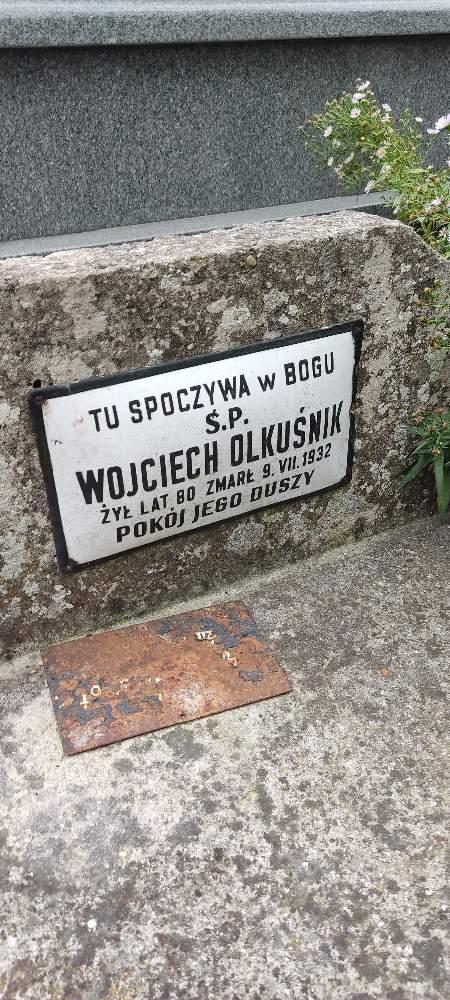 TU SPOCZYWA W BOGU
Ś.P.
WOJCIECH OLKUŚNIK
ŻYŁ LAT 80 ZMARŁ 9.VII.1932
POKÓJ JEGO DUSZY